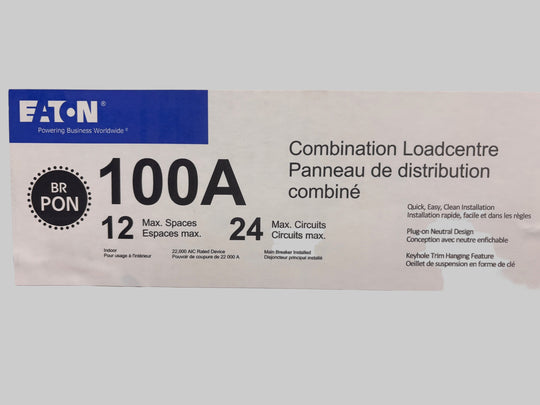 EATON
Powering Business Worldwide
BR
PON
100A
12
Max. Spaces
Espaces max.
24
Max. Circuits
Circuits max.
Indoor
Pour usage à l'intérieur
22,000 AIC Rated Device
Pouvoir de coupure de 22 000 A
Main Breaker Installed
Disjoncteur principal installé
Combination Loadcentre
Panneau de distribution
combiné
Quick, Easy, Clean Installation
Installation rapide, facile et dans les règles
Plug-on Neutral Design
Conception avec neutre enfichable
Keyhole Trim Hanging Feature
Oeillet de suspension en forme de clé